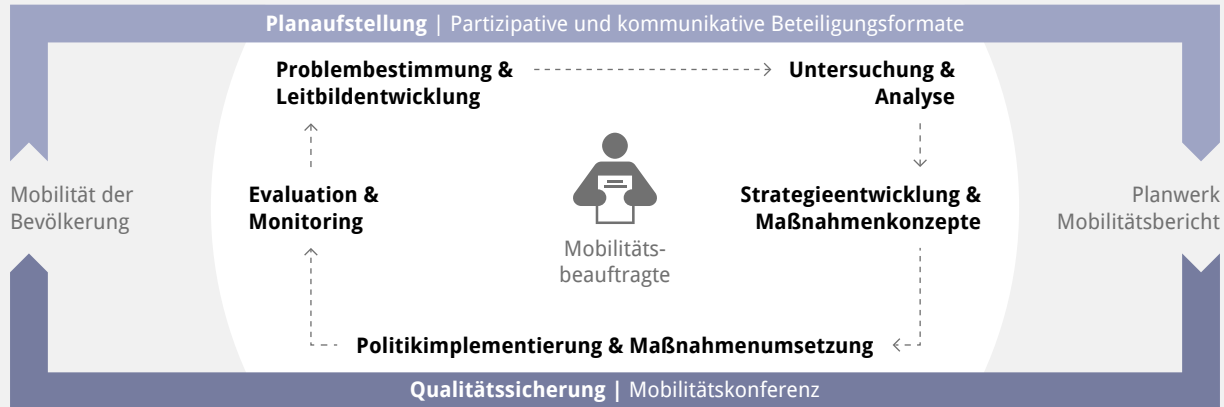 Planaufstellung | Partizipative und kommunikative Beteiligungsformate
Problembestimmung &
Leitbildentwicklung
Untersuchung &
Analyse
Mobilität der
Bevölkerung
Evaluation &
Monitoring
Mobilitäts-
beauftragte
Strategieentwicklung &
Maßnahmenkonzepte
Planwerk
Mobilitätsbericht
Politikimplementierung & Maßnahmenumsetzung
Qualitätssicherung | Mobilitätskonferenz